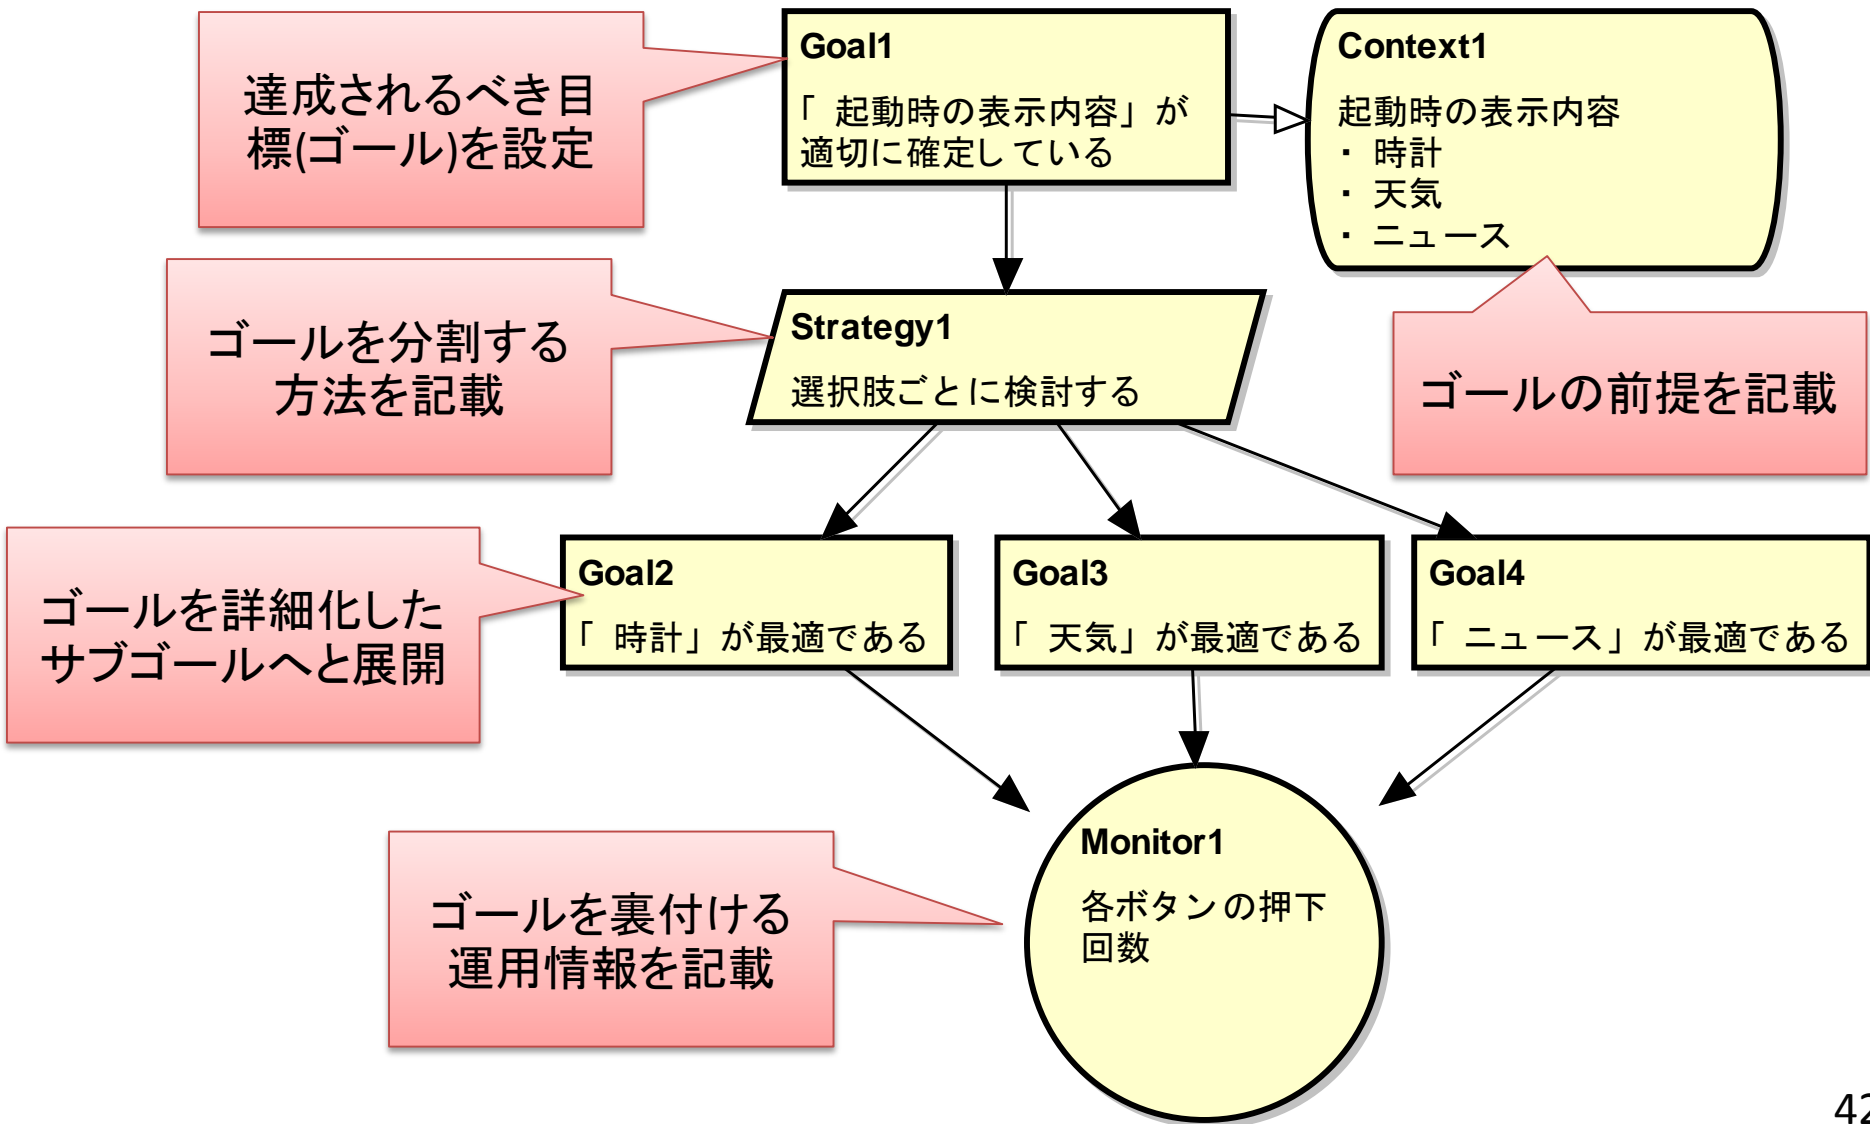 達成されるべき目
標(ゴール)を設定
Goal1
「 起動時の表示内容」が
適切に確定している
Context1
起動時の表示内容
・ 時計
・ 天気
・ ニュース
ゴールを分割する
方法を記載
Strategy1
選択肢ごとに検討する
ゴールの前提を記載
ゴールを詳細化した
サブゴールへと展開
Goal2
「 時計」が最適である
Goal3
「 天気」が最適である
Goal4
「 ニュース」が最適である
ゴールを裏付ける
運用情報を記載
Monitor1
各ボタンの押下
回数
42